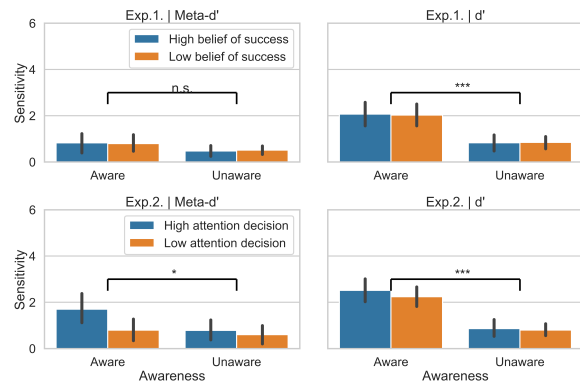 Exp.1. | Meta-d'
Exp.1. | d'
6
4
2
0
Sensitivity
High belief of success
Low belief of success
n.s.
***
Aware
Unaware
Aware
Unaware
Exp.2. | Meta-d'
Exp.2. | d'
6
4
2
0
Sensitivity
High attention decision
Low attention decision
*
***
Aware
Unaware
Aware
Unaware
Awareness
Awareness